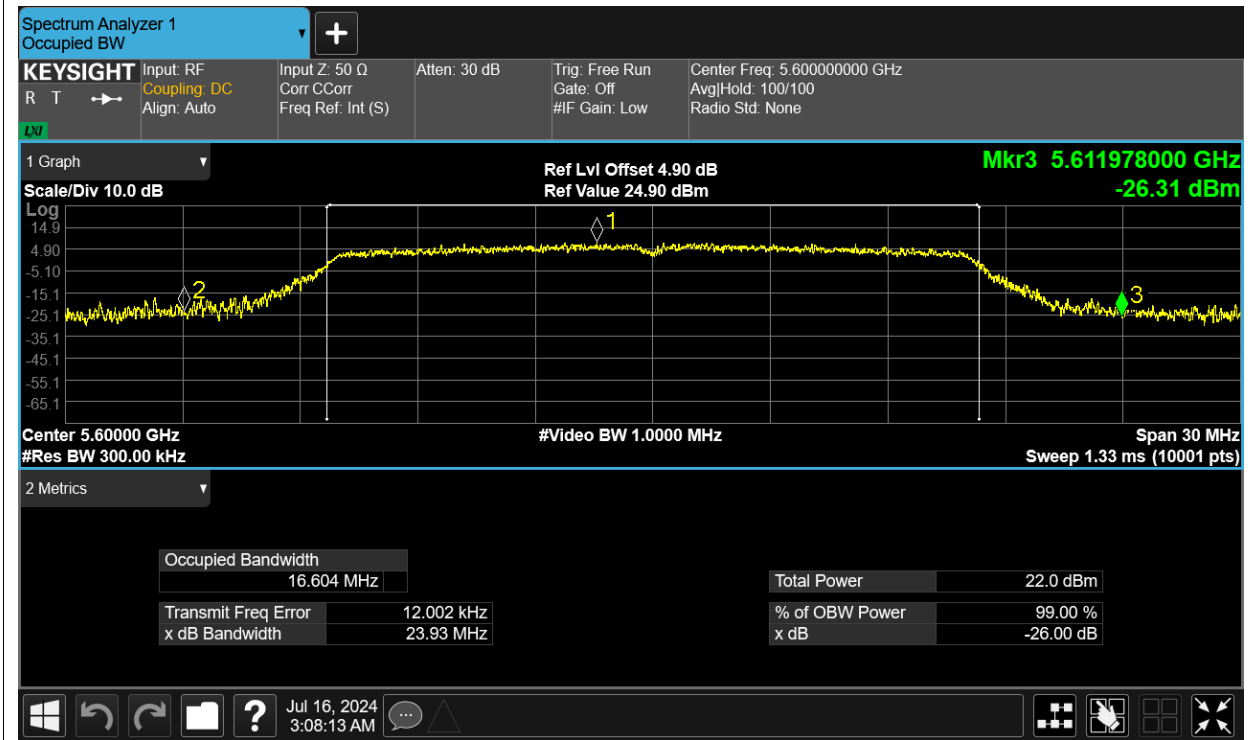 Spectrum Analyzer 1
Occupied BW
KEYSIGHT
R T
LXI
Input: RF
Coupling: DC
Align: Auto
Input Z: 50 Ω
Corr CCorr
Freq Ref: Int (S)
Atten: 30 dB
Trig: Free Run
Gate: Off
#IF Gain: Low
Center Freq: 5.600000000 GHz
Avg|Hold: 100/100
Radio Std: None
1 Graph
Scale/Div 10.0 dB
Ref Lvl Offset 4.90 dB
Ref Value 24.90 dBm
Mkr3 5.611978000 GHz
-26.31 dBm
Log
14.9
4.90
-5.10
-15.1
-25.1
-35.1
-45.1
-55.1
-65.1
1
2
3
Center 5.60000 GHz
#Res BW 300.00 kHz
#Video BW 1.0000 MHz
Span 30 MHz
Sweep 1.33 ms (10001 pts)
2 Metrics
Occupied Bandwidth
16.604 MHz
Transmit Freq Error 12.002 kHz
x dB Bandwidth 23.93 MHz
Total Power 22.0 dBm
% of OBW Power 99.00 %
x dB -26.00 dB
?
Jul 16, 2024
3:08:13 AM